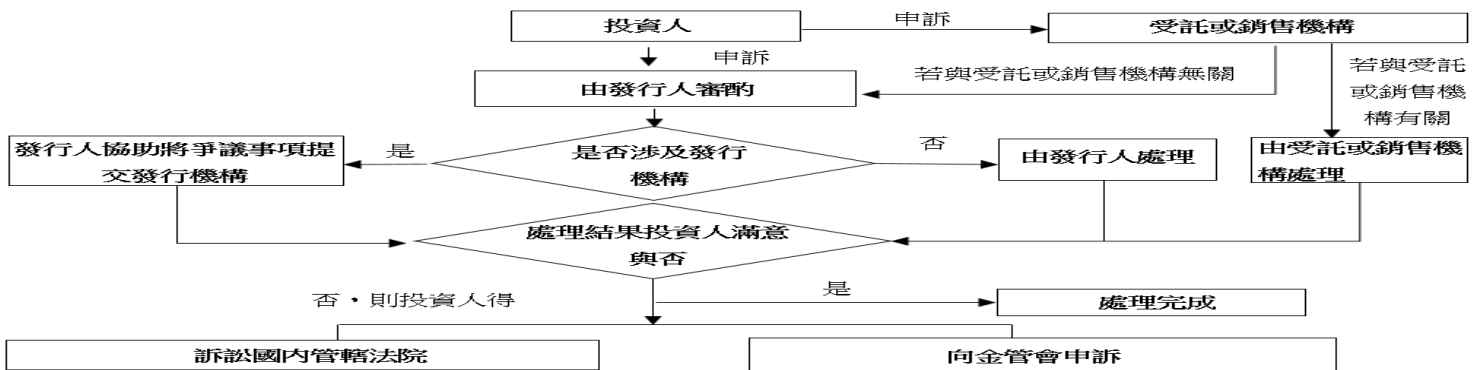 投資人
申訴
受託或銷售機構
申訴
若與受託或銷售機構無關
若與受託
或銷售機
構有關
由發行人審酌
發行人協助將爭議事項提
交發行機構
是
是否涉及發行
機構
否
由發行人處理
由受託或銷售機
構處理
處理結果投資人滿意
與否
否，則投資人得
是
處理完成
訴訟國內管轄法院
向金管會申訴